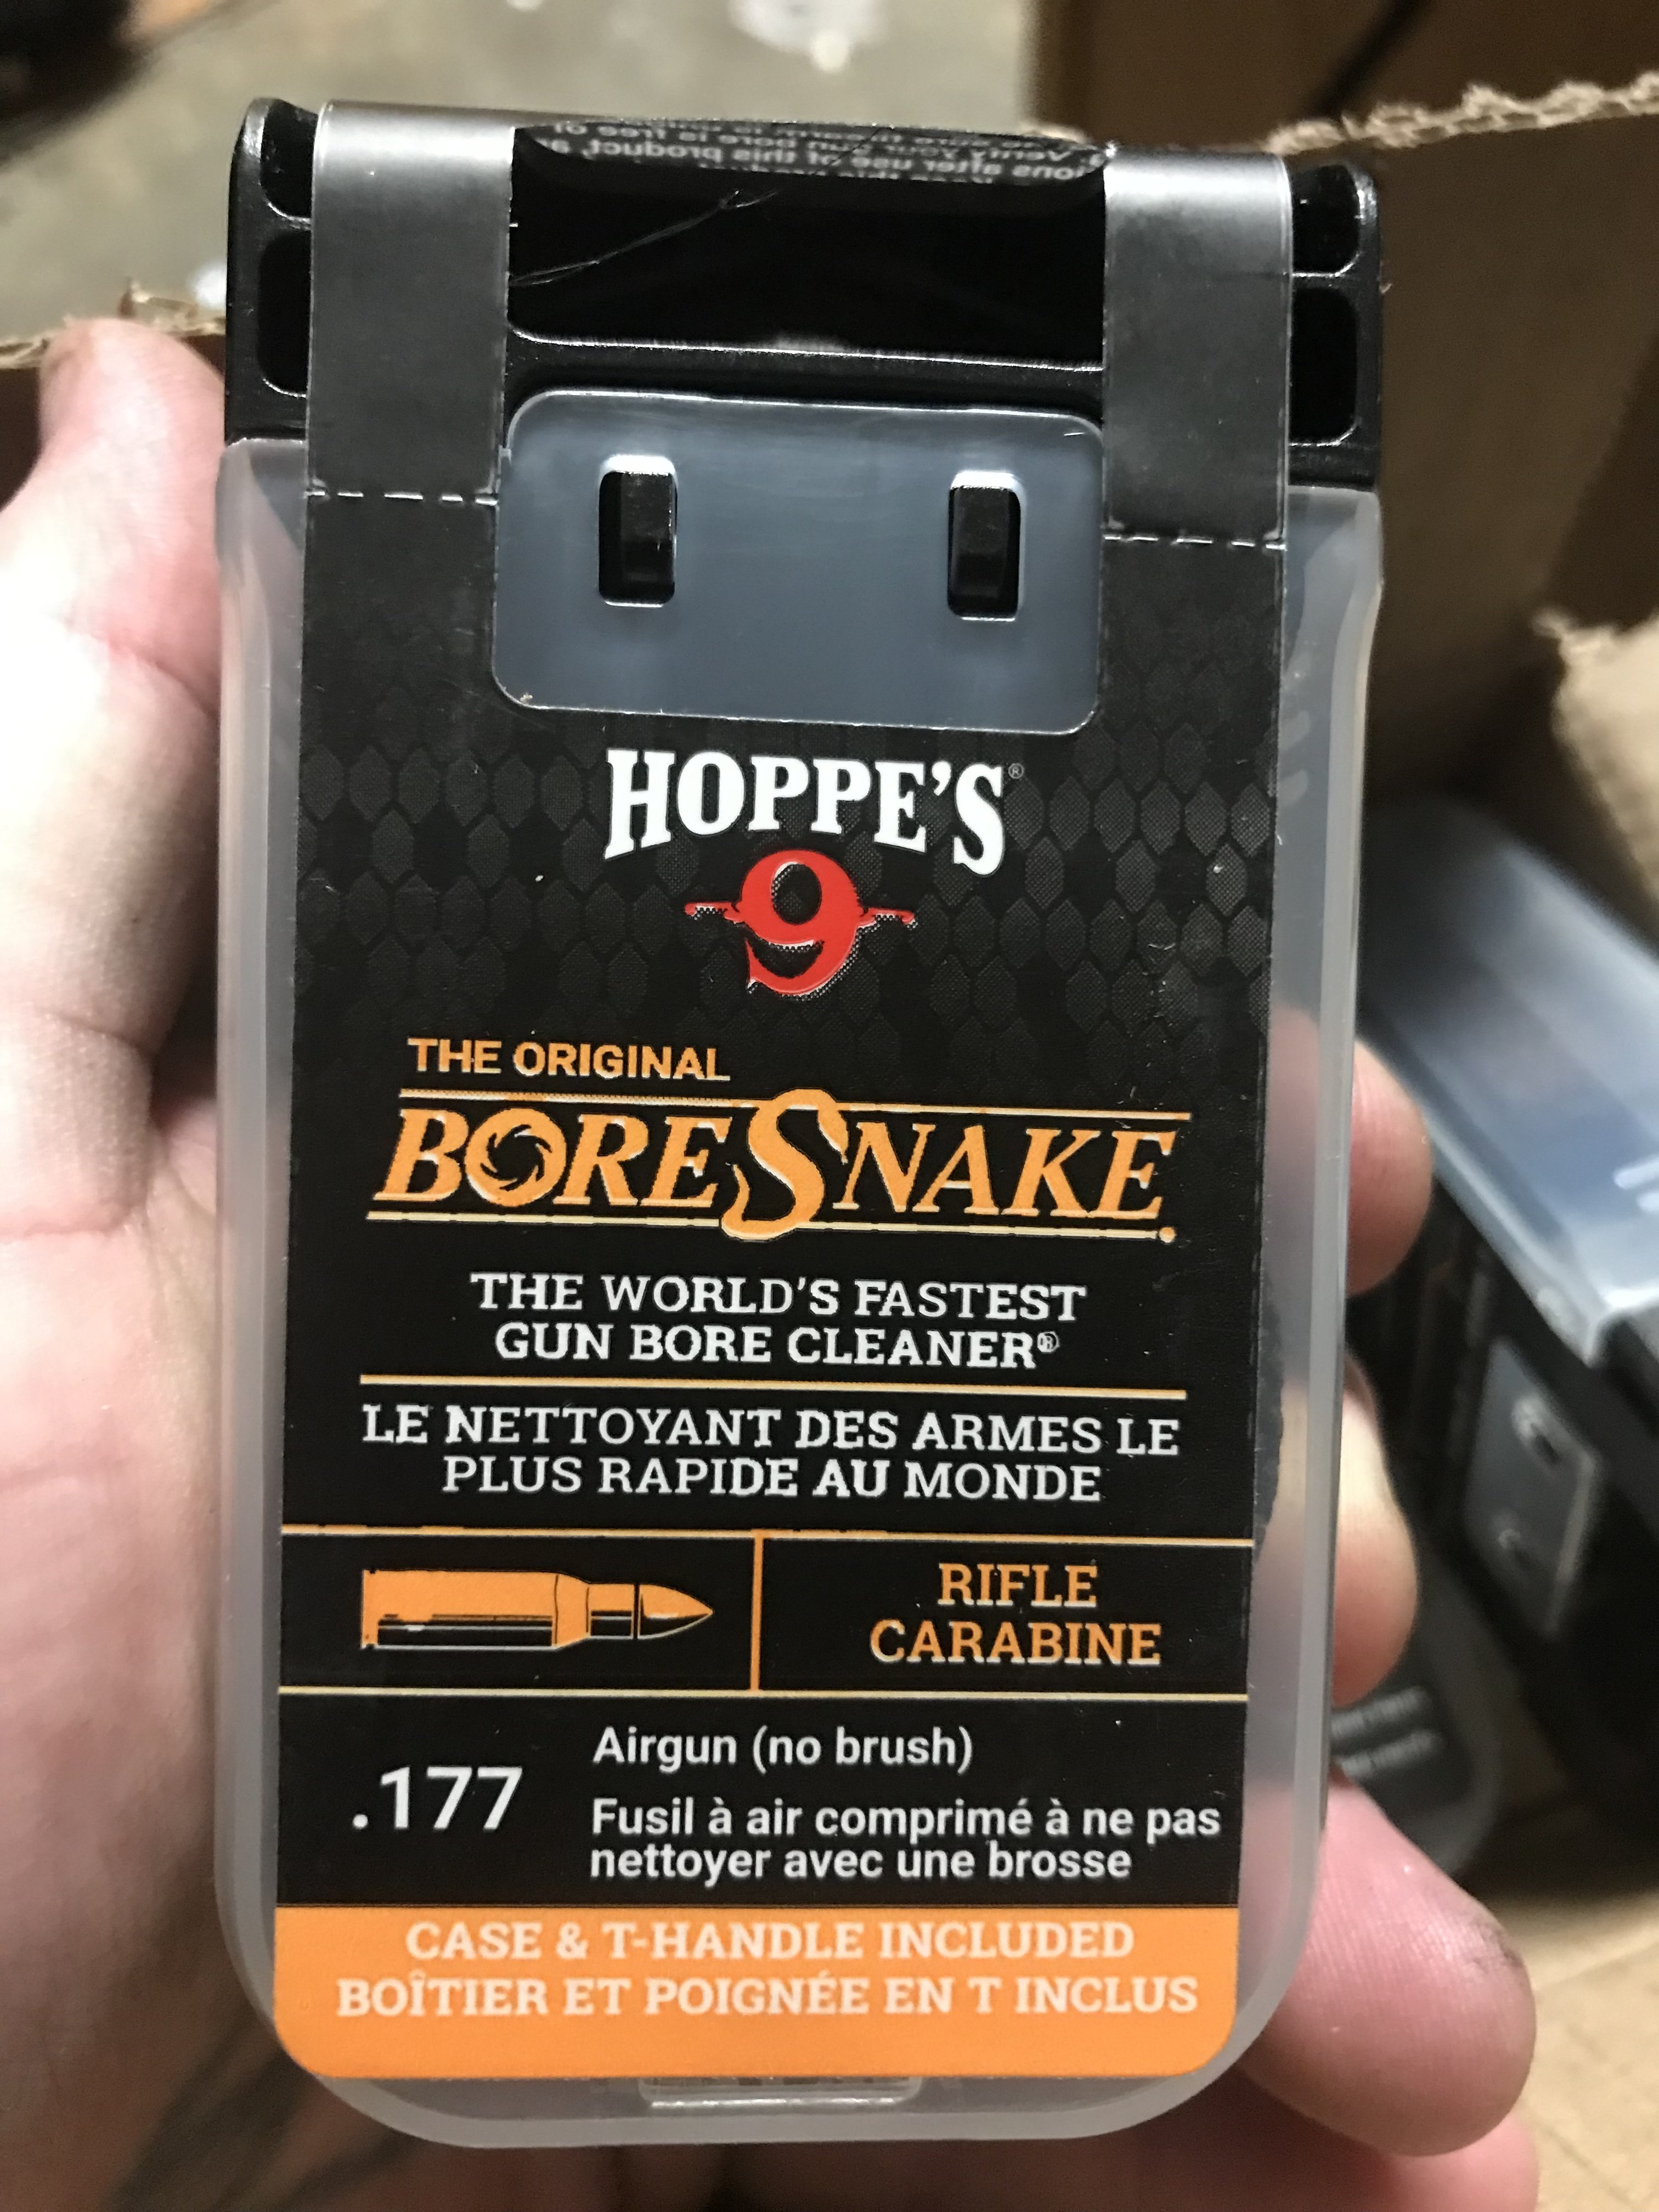 HOPPE'S®
9
THE ORIGINAL
BORESNAKE.
THE WORLD'S FASTEST
GUN BORE CLEANER®
LE NETTOYANT DES ARMES LE
PLUS RAPIDE AU MONDE
RIFLE
CARABINE
.177
Airgun (no brush)
Fusil à air comprimé à ne pas
nettoyer avec une brosse
CASE & T-HANDLE INCLUDED
BOÎTIER ET POIGNÉE EN T INCLUS